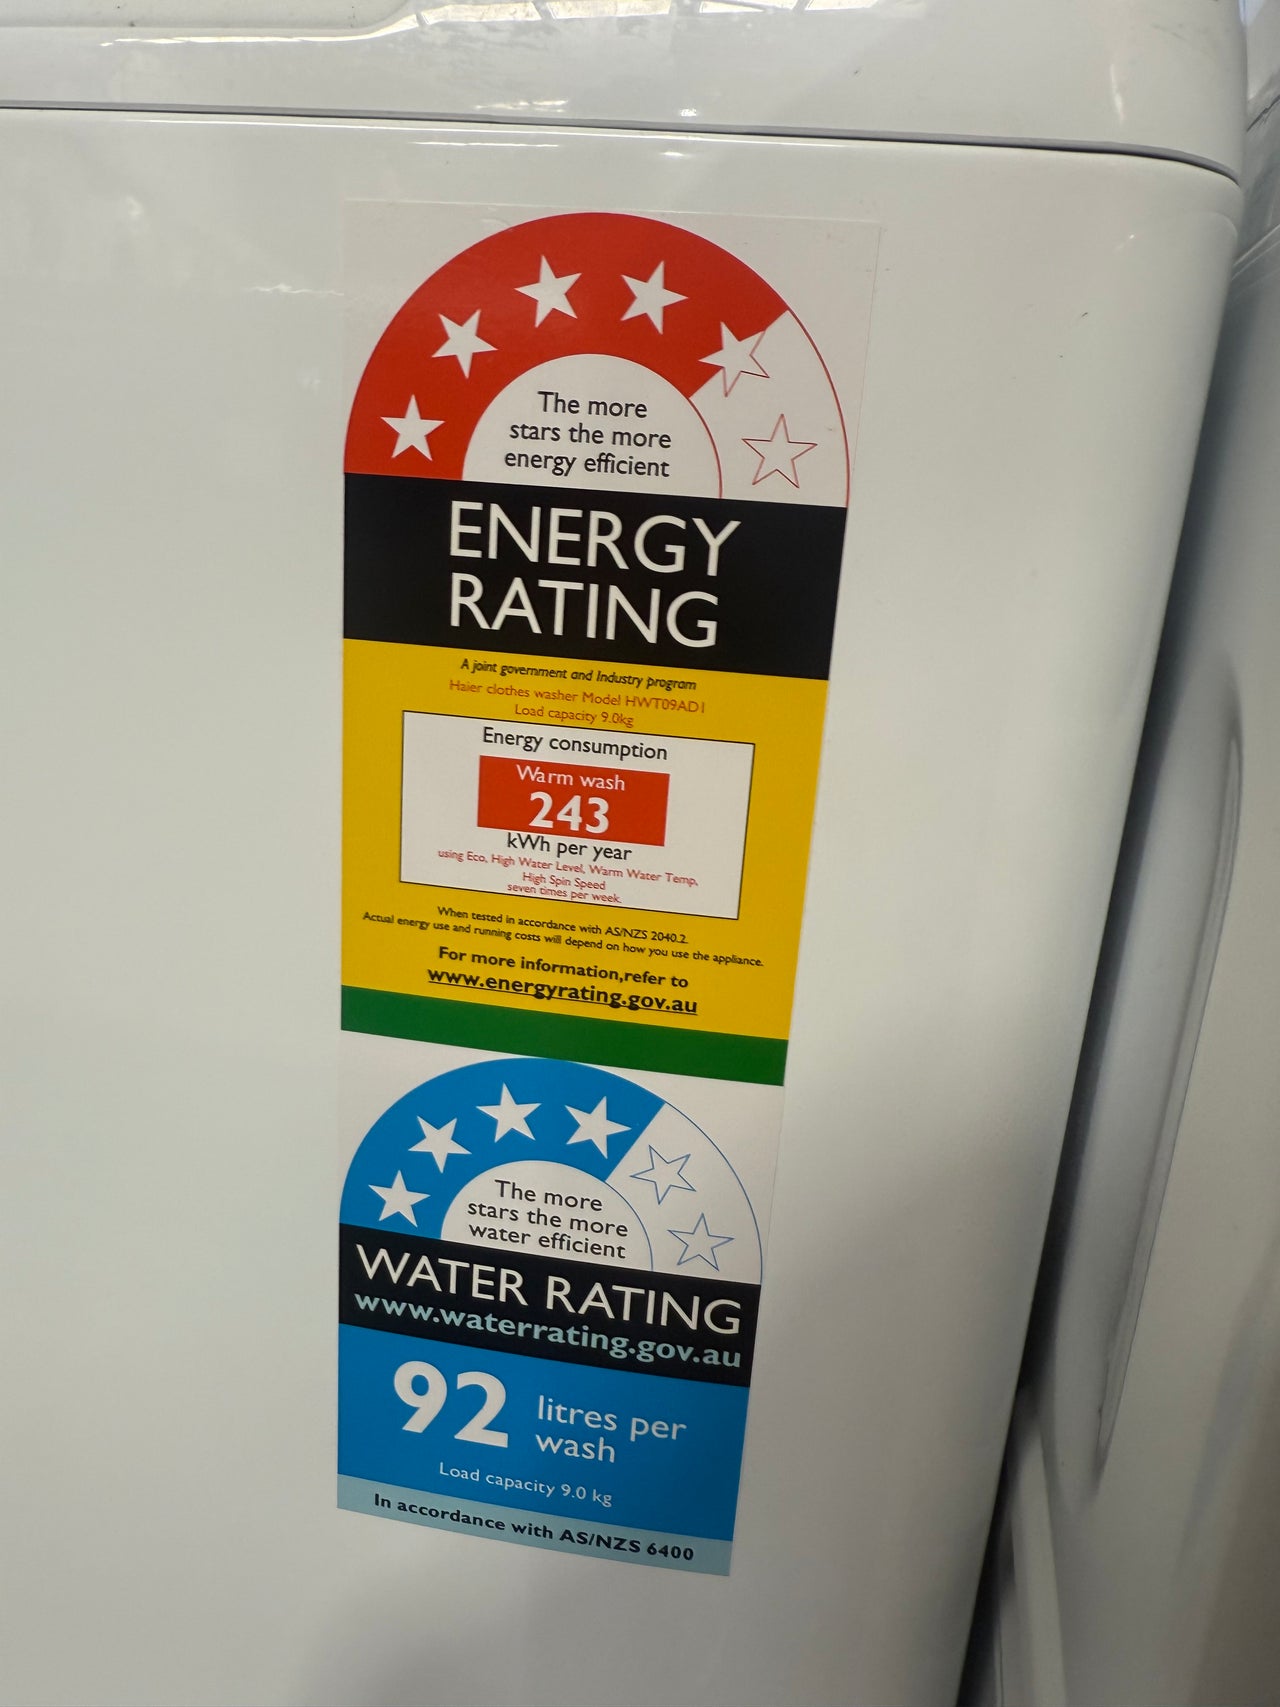 The more
stars the more
energy efficient
ENERGY
RATING
A joint government and Industry program
Haier clothes washer Model HWT09AD1
Load capacity 9.0kg
Energy consumption
Warm wash
243
kWh per year
using Eco, High Water Level, Warm Water Temp,
High Spin Speed
seven times per week.
When tested in accordance with AS/NZS 2040.2.
Actual energy use and running costs will depend on how you use the appliance.
For more information,refer to
www.energyrating.gov.au
The more
stars the more
water efficient
WATER RATING
www.waterrating.gov.au
92 litres per
wash
Load capacity 9.0 kg
In accordance with AS/NZS 6400